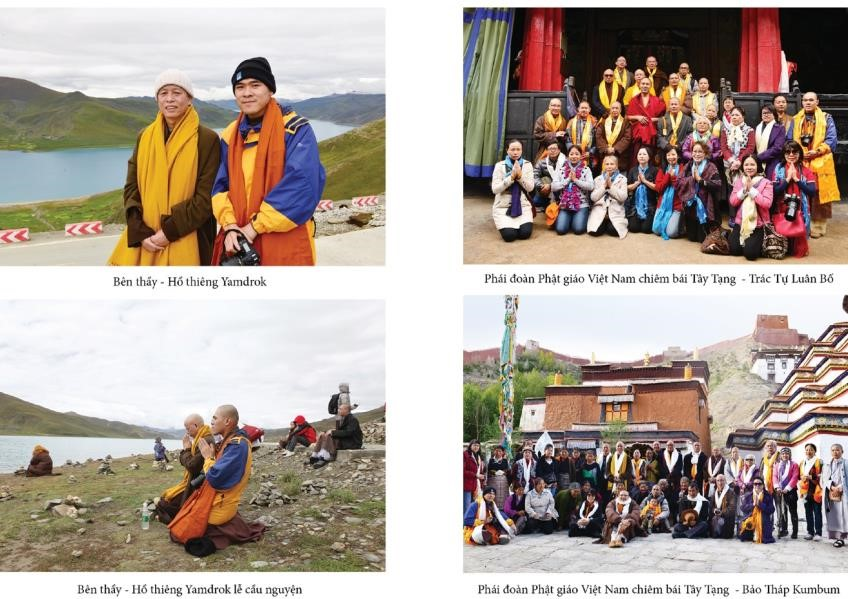 Bên thầy - Hồ thiêng Yamdrok
Phái đoàn Phật giáo Việt Nam chiêm bái Tây Tạng - Trác Tự Luân Bố
Bên thầy - Hồ thiêng Yamdrok lễ cầu nguyện
Phái đoàn Phật giáo Việt Nam chiêm bái Tây Tạng - Bảo Tháp Kumbum